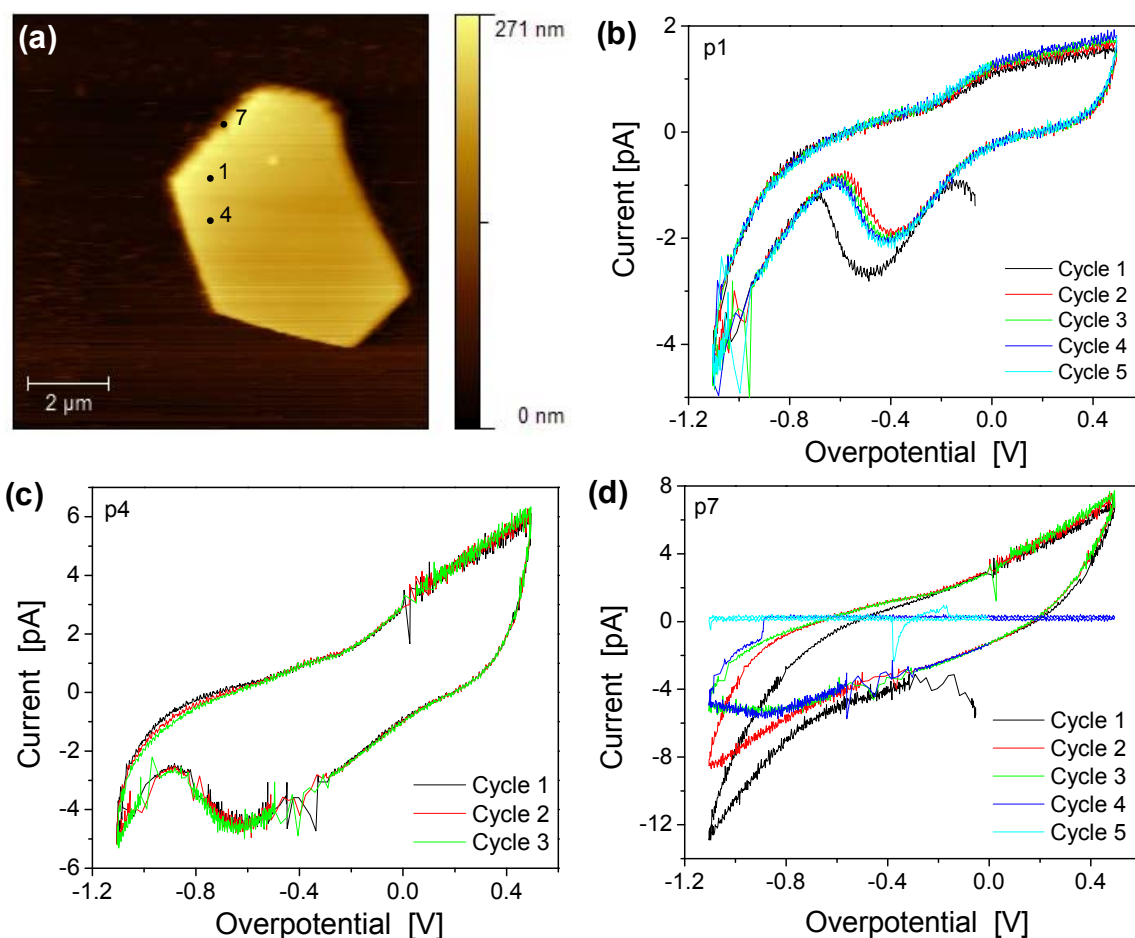 (a)
271 nm
7
1
4
2 µm
0 nm
(b)
p1
2
0
-2
-4
Current [pA]
Cycle 1
Cycle 2
Cycle 3
Cycle 4
Cycle 5
-1.2 -0.8 -0.4 0.0 0.4
Overpotential [V]
(c)
p4
6
4
2
0
-2
-4
-6
Current [pA]
Cycle 1
Cycle 2
Cycle 3
-1.2 -0.8 -0.4 0.0 0.4
Overpotential [V]
(d)
p7
8
4
0
-4
-8
-12
Current [pA]
Cycle 1
Cycle 2
Cycle 3
Cycle 4
Cycle 5
-1.2 -0.8 -0.4 0.0 0.4
Overpotential [V]